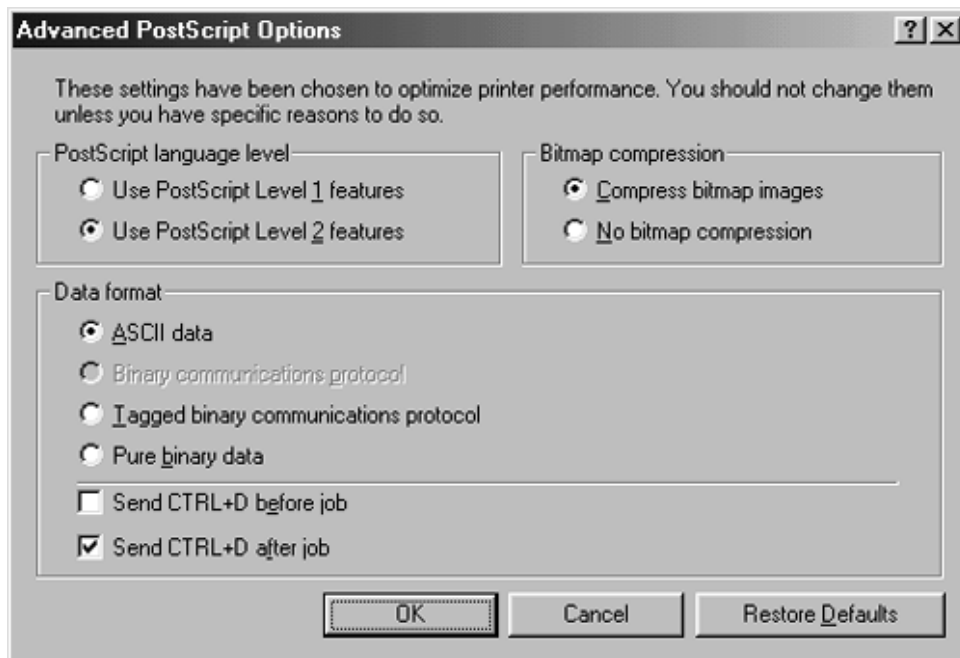 Advanced PostScript Options
These settings have been chosen to optimize printer performance. You should not change them
unless you have specific reasons to do so.
PostScript language level
Use PostScript Level 1 features
Use PostScript Level 2 features
Bitmap compression
Compress bitmap images
No bitmap compression
Data format
ASCII data
Binary communications protocol
Tagged binary communications protocol
Pure binary data
Send CTRL+D before job
Send CTRL+D after job
OK
Cancel
Restore Defaults